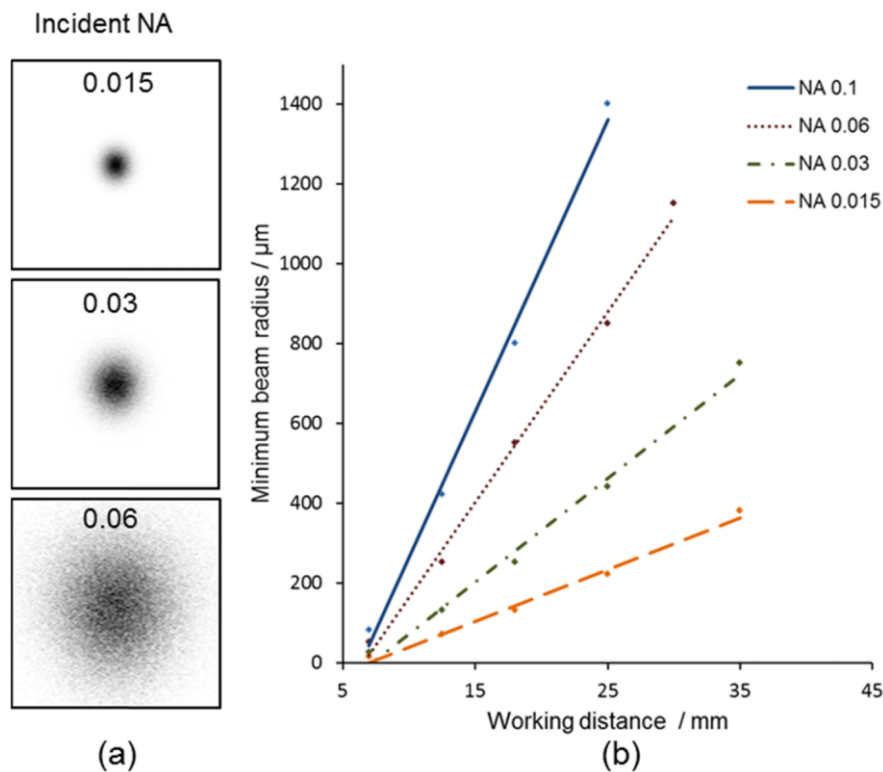 Incident NA
0.015
0.03
0.06
(a)
Minimum beam radius / µm
1400
1200
1000
800
600
400
200
0
5 15 25 35 45
Working distance / mm
NA 0.1
NA 0.06
NA 0.03
NA 0.015
(b)